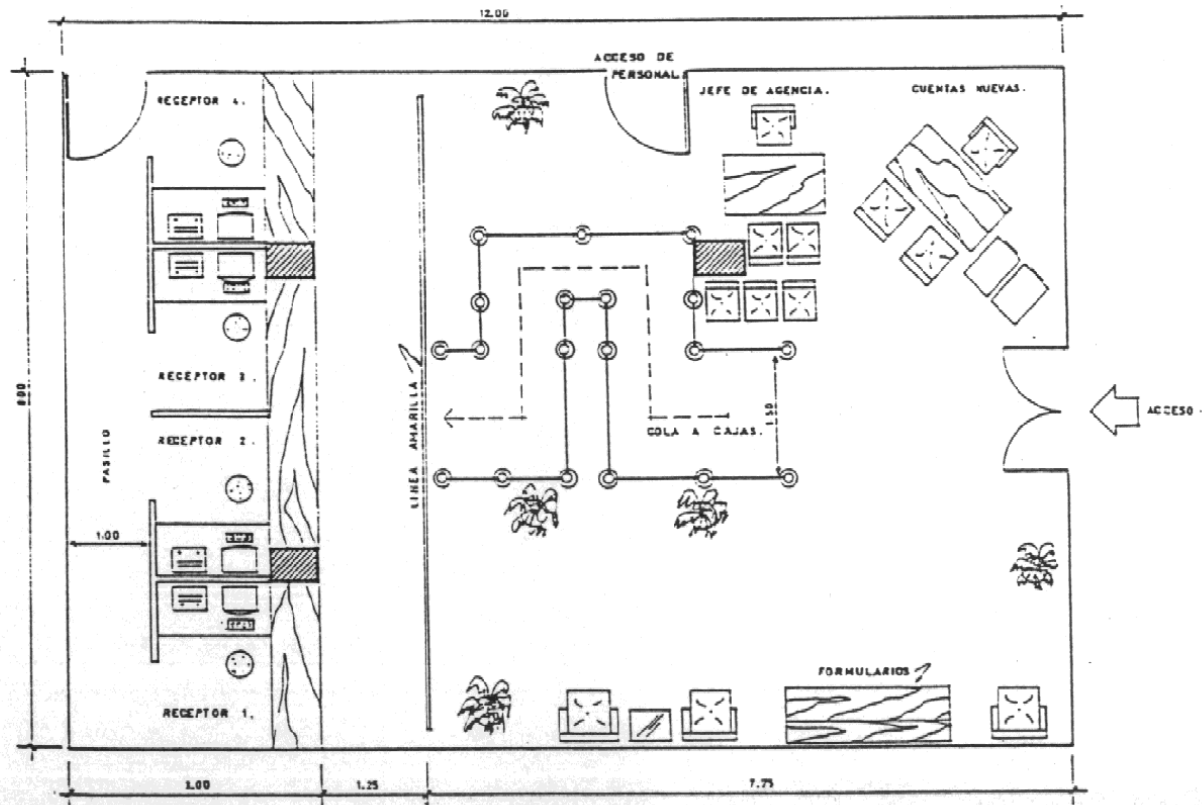 12.00
ACCESO DE
PERSONAL.
RECEPTOR 4.
JEFE DE AGENCIA.
CUENTAS NUEVAS.
8.00
RECEPTOR 3.
LINEA AMARILLA
1.50
ACCESO
COLA A CAJAS.
RECEPTOR 2.
PASILLO
1.00
FORMULARIOS
RECEPTOR 1.
3.00
1.25
7.75